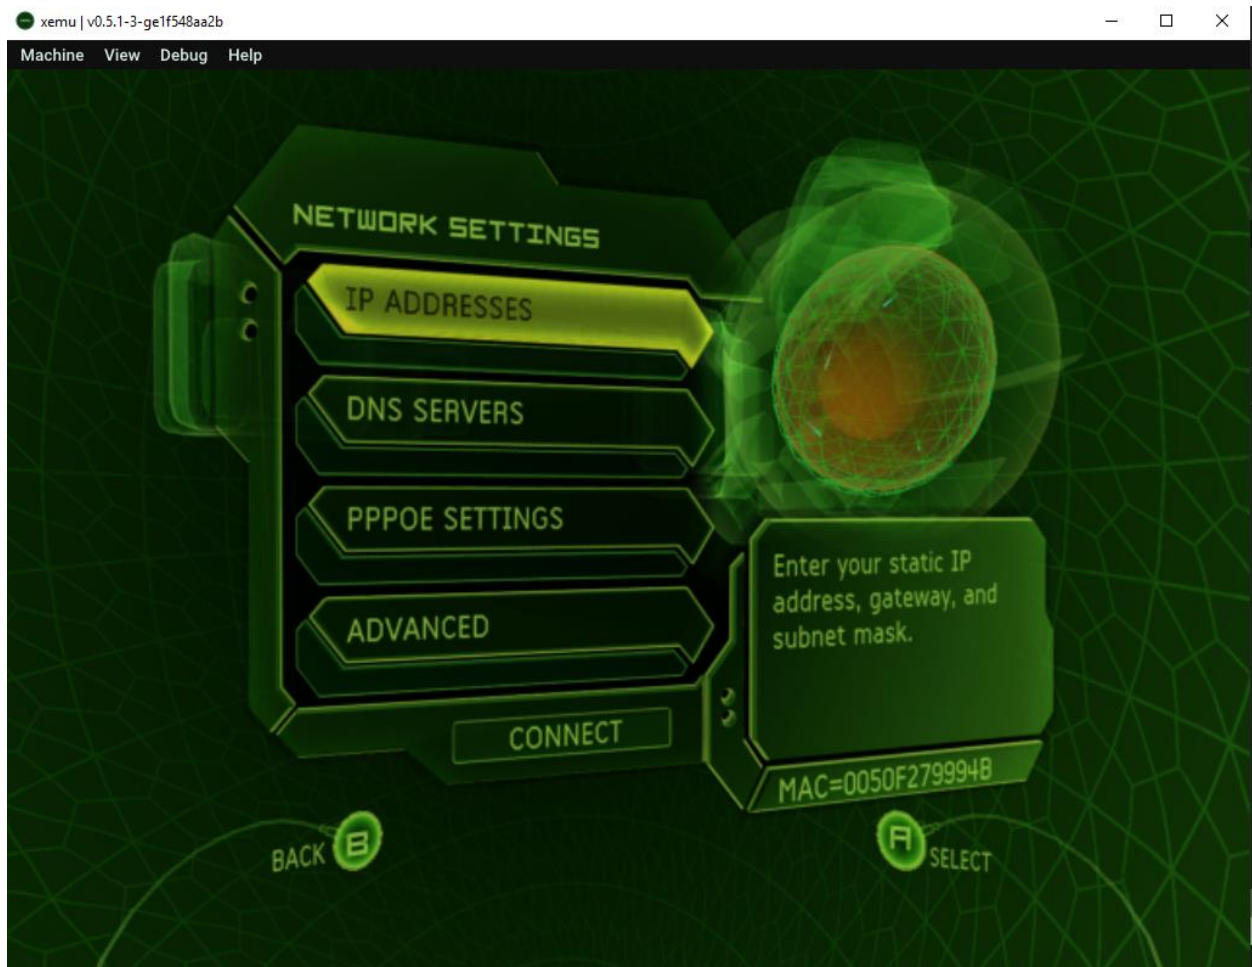 xemu | v0.5.1-3-ge1f548aa2b
Machine View Debug Help
NETWORK SETTINGS
IP ADDRESSES
DNS SERVERS
PPPOE SETTINGS
ADVANCED
CONNECT
Enter your static IP
address, gateway, and
subnet mask.
MAC=0050F279994B
BACK B
A SELECT